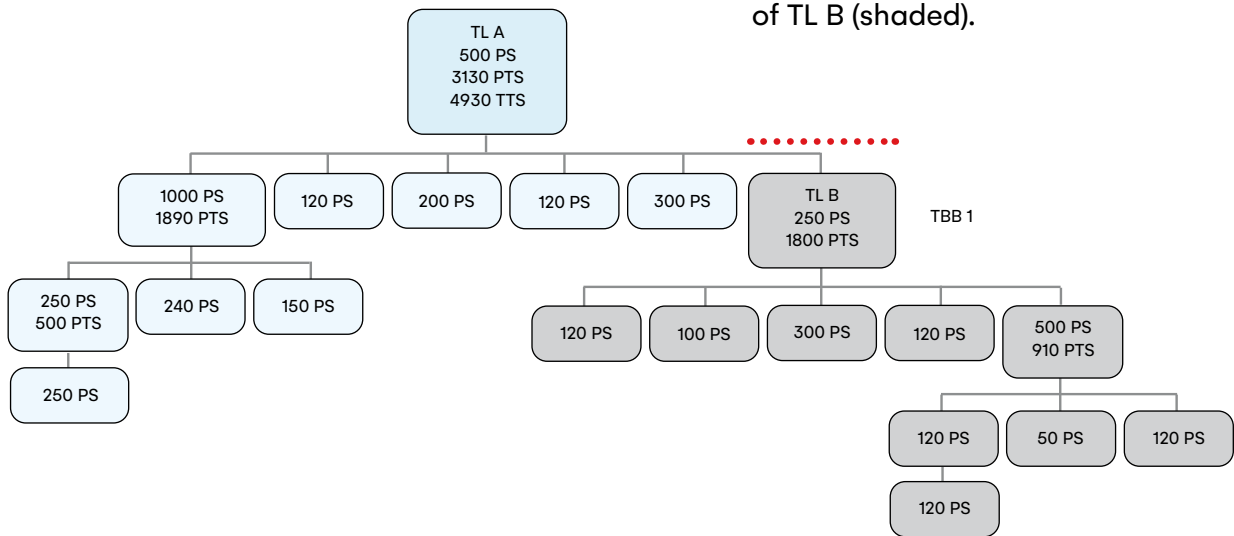 of TL B (shaded).
TL A
500 PS
3130 PTS
4930 TTS
1000 PS
1890 PTS
120 PS
200 PS
120 PS
300 PS
TL B
250 PS
1800 PTS
TBB 1
250 PS
500 PTS
240 PS
150 PS
120 PS
100 PS
300 PS
120 PS
500 PS
910 PTS
250 PS
120 PS
50 PS
120 PS
120 PS